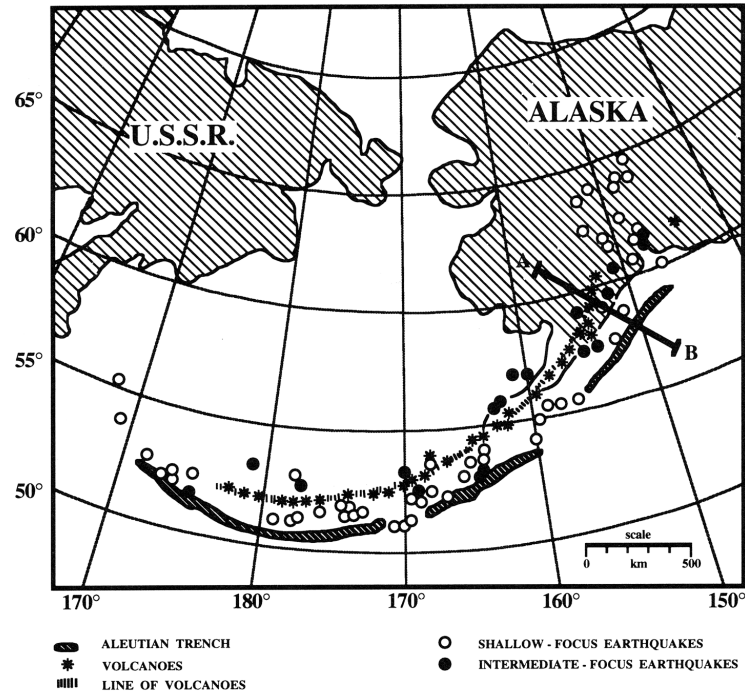 65°
U.S.S.R.
ALASKA
60°
A
55°
B
50°
scale
0 km 500
170° 180° 170° 160° 150°
ALEUTIAN TRENCH
VOLCANOES
LINE OF VOLCANOES
SHALLOW - FOCUS EARTHQUAKES
INTERMEDIATE - FOCUS EARTHQUAKES